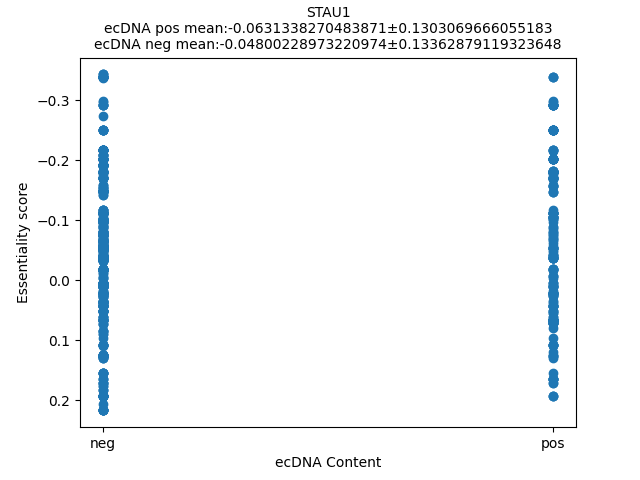 STAU1
ecDNA pos mean:-0.0631338270483871±0.1303069666055183
ecDNA neg mean:-0.04800228973220974±0.13362879119323648
−0.3
−0.2
−0.1
0.0
0.1
0.2
Essentiality score
neg
pos
ecDNA Content